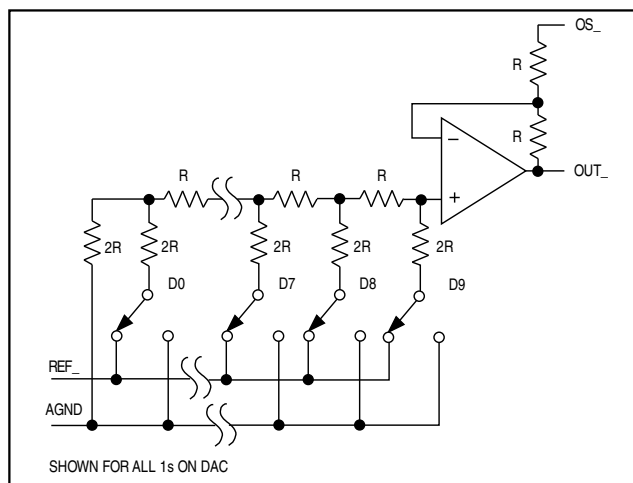 OS_
R
R
OUT_
−
+
R
R
R
2R
2R
2R
2R
2R
D0
D7
D8
D9
REF_
AGND
SHOWN FOR ALL 1s ON DAC